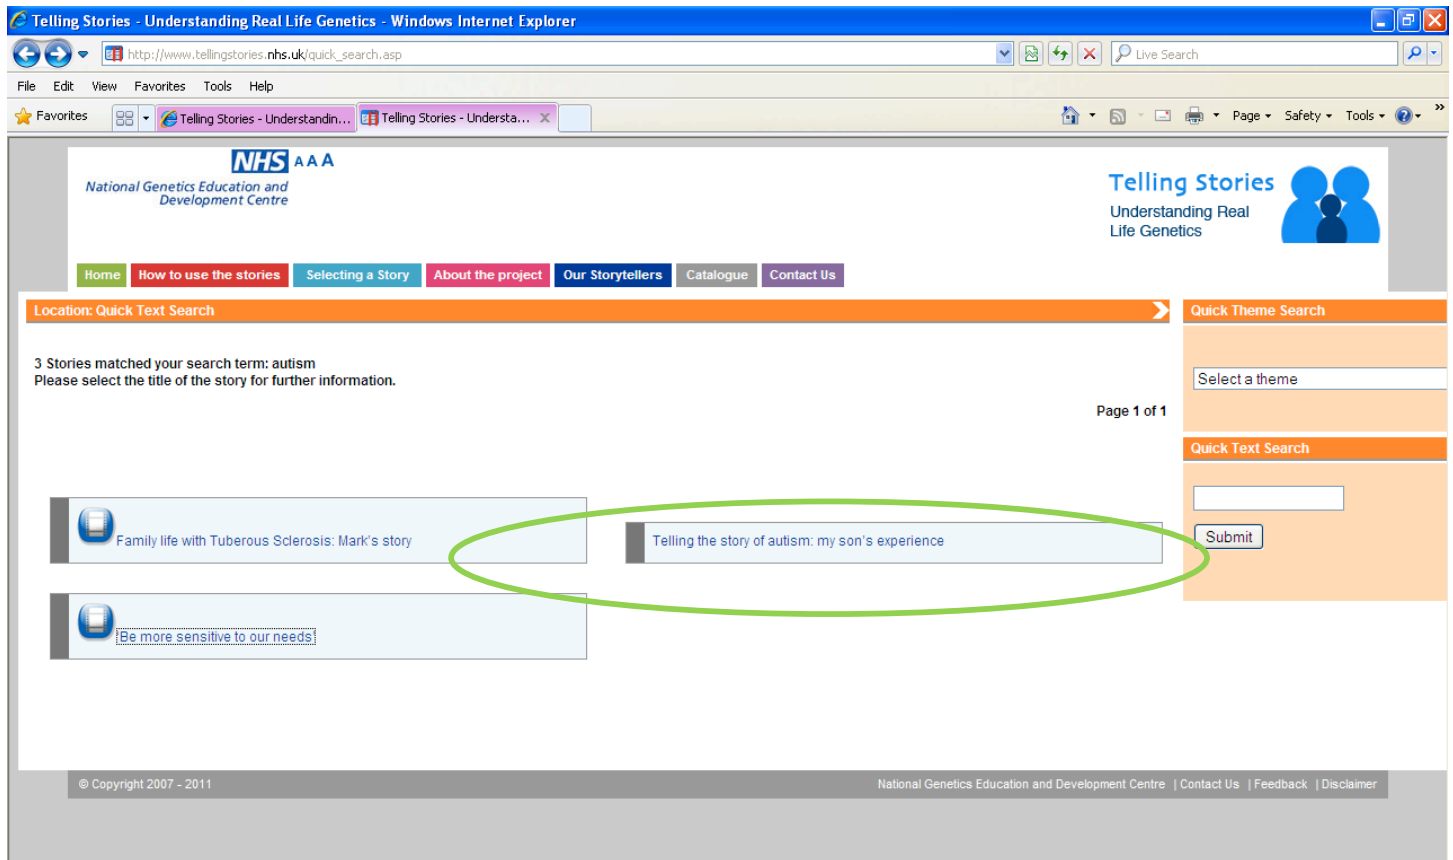 Telling Stories - Understanding Real Life Genetics - Windows Internet Explorer
http://www.tellingstories.nhs.uk/quick_search.asp
Live Search
File Edit View Favorites Tools Help
Favorites
Telling Stories - Understandin...
Telling Stories - Understa...
Page
Safety
Tools
NHS A A A
National Genetics Education and
Development Centre
Telling Stories
Understanding Real
Life Genetics
Home How to use the stories Selecting a Story About the project Our Storytellers Catalogue Contact Us
Location: Quick Text Search
Quick Theme Search
3 Stories matched your search term: autism
Please select the title of the story for further information.
Select a theme
Page 1 of 1
Quick Text Search
Family life with Tuberous Sclerosis: Mark's story
Telling the story of autism: my son's experience
Submit
'Be more sensitive to our needs'
© Copyright 2007 - 2011
National Genetics Education and Development Centre | Contact Us | Feedback | Disclaimer